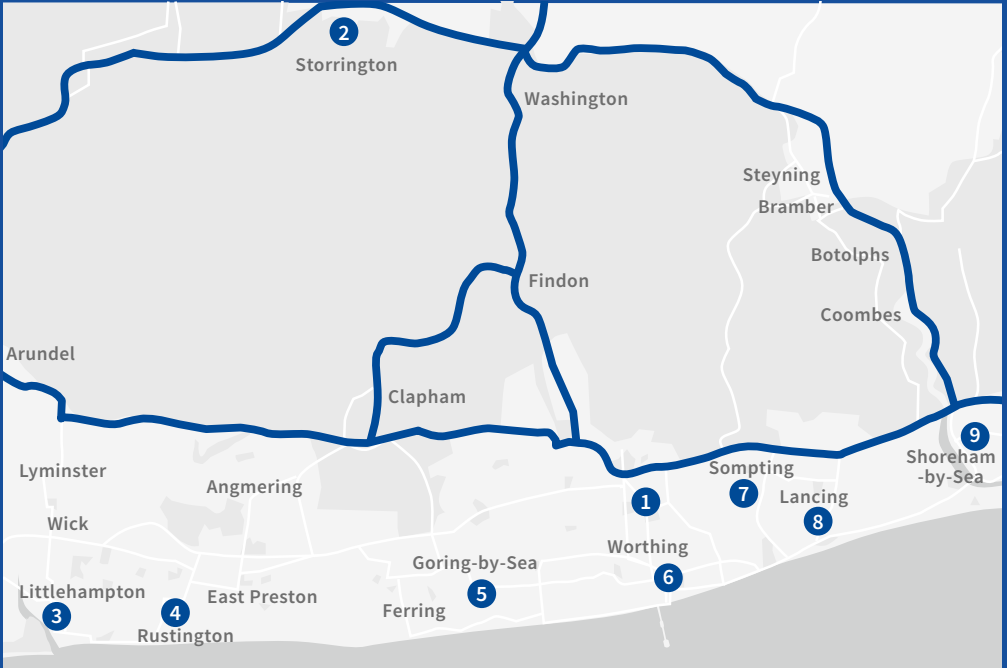 2
Storrington
Washington
Steyning
Bramber
Botolphs
Findon
Coombes
Arundel
Clapham
9
Shoreham
-by-Sea
Lyminster
Sompting
Angmering
7
Lancing
1
8
Wick
Worthing
Goring-by-Sea
6
Littlehampton
5
East Preston
3
4
Ferring
Rustington